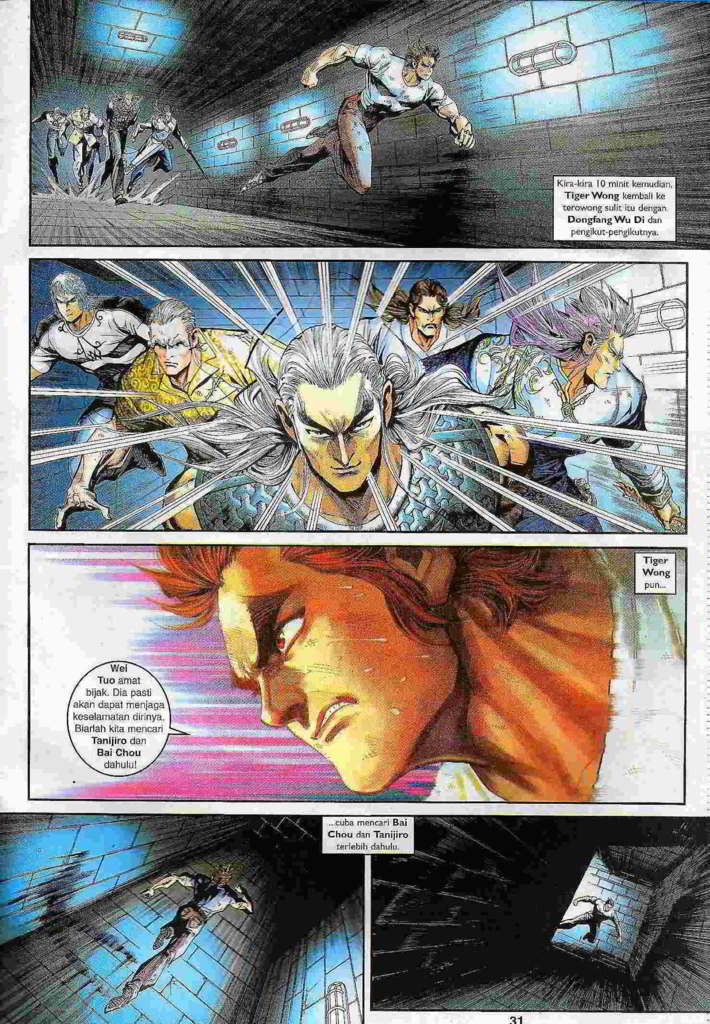 Kira-kira 10 minit kemudian,
Tiger Wong kembali ke
terowong sulit itu dengan
Dongfang Wu Di dan
pengikut-pengikutnya.
Tiger
Wong
pun...
Wei
Tuo amat
bijak. Dia pasti
akan dapat menjaga
keselamatan dirinya.
Biarlah kita mencari
Tanijiro dan
Bai Chou
dahulu!
...cuba mencari Bai
Chou dan Tanijiro
terlebih dahulu.
31